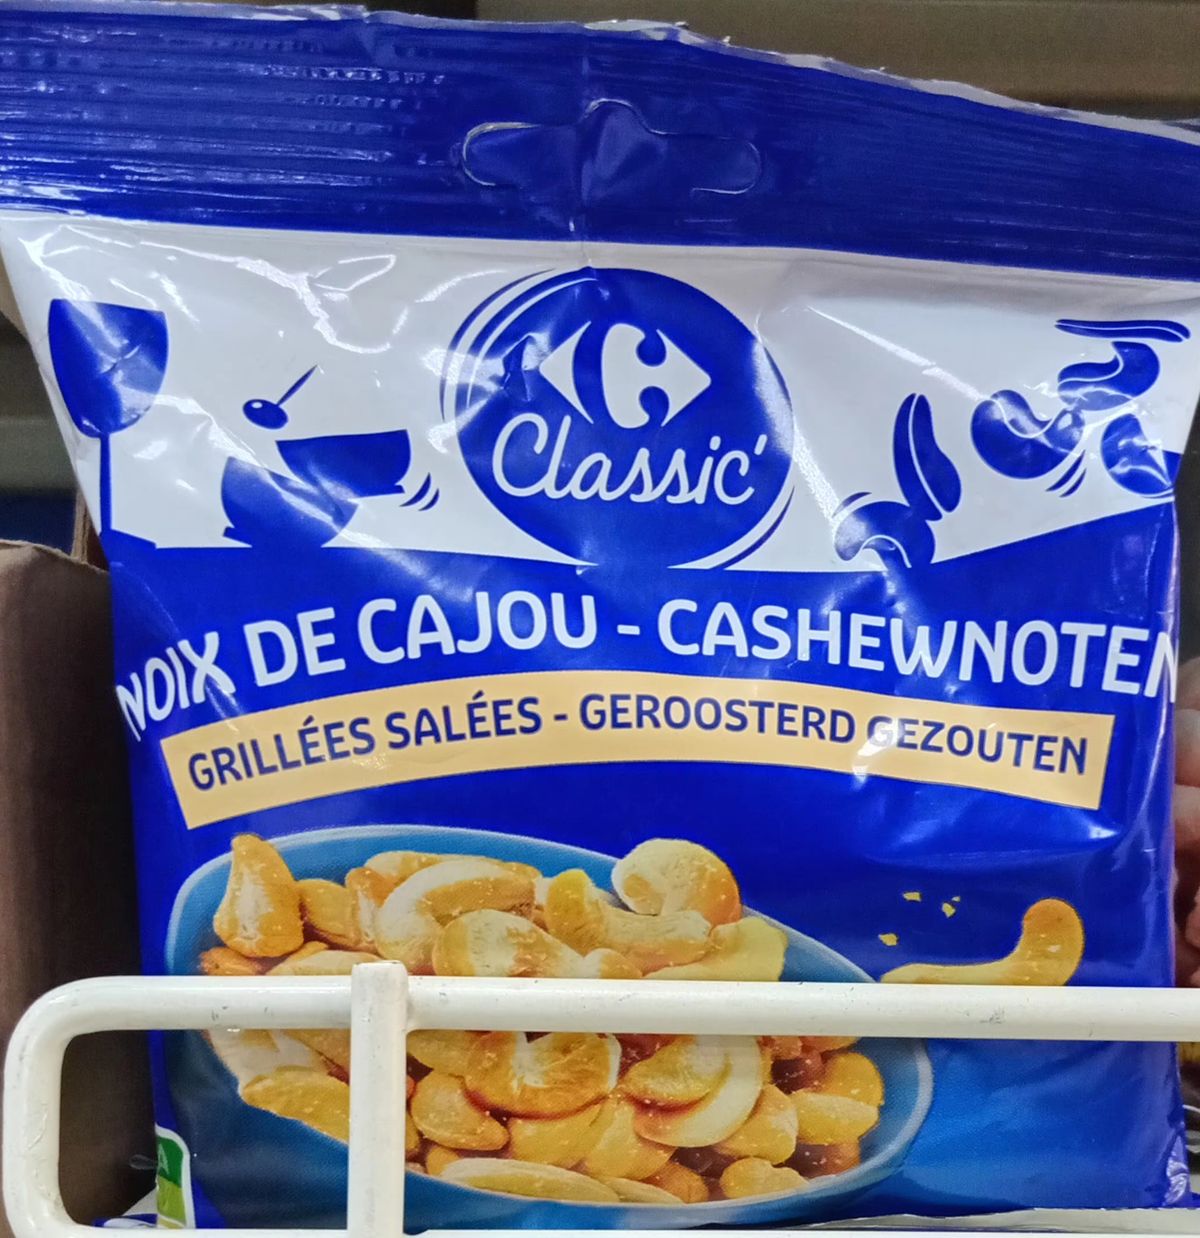 Classic'
NOIX DE CAJOU - CASHEWNOTEN
GRILLÉES SALÉES - GEROOSTERD GEZOUTEN
A